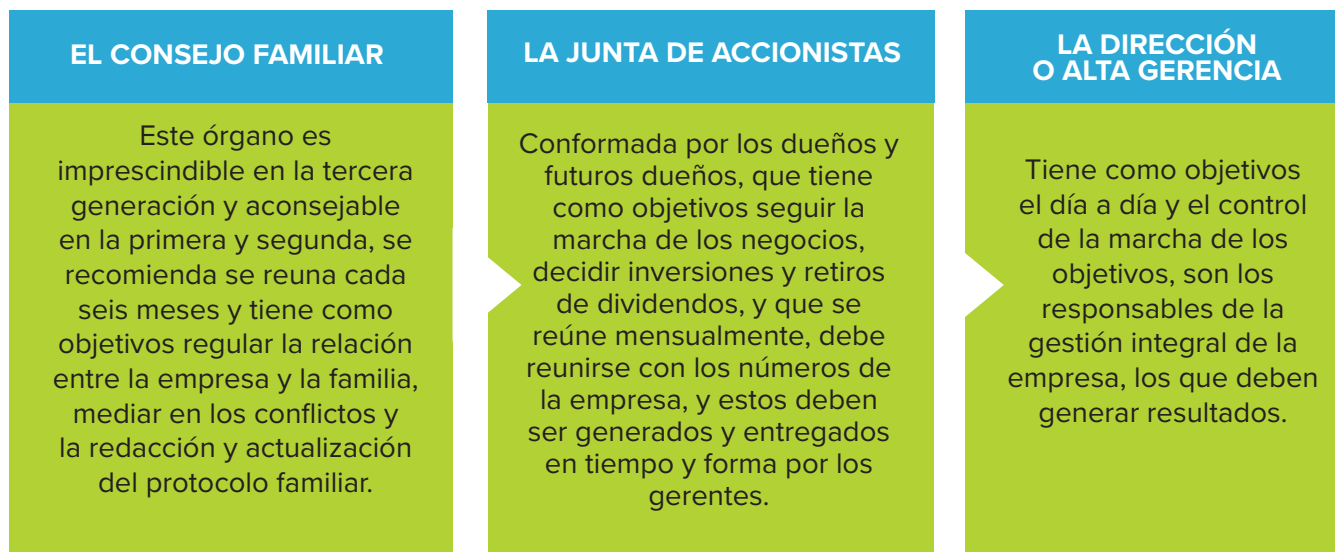 EL CONSEJO FAMILIAR
Este órgano es
imprescindible en la tercera
generación y aconsejable
en la primera y segunda, se
recomienda se reuna cada
seis meses y tiene como
objetivos regular la relación
entre la empresa y la familia,
mediar en los conflictos y
la redacción y actualización
del protocolo familiar.
LA JUNTA DE ACCIONISTAS
Conformada por los dueños y
futuros dueños, que tiene
como objetivos seguir la
marcha de los negocios,
decidir inversiones y retiros
de dividendos, y que se
reúne mensualmente, debe
reunirse con los números de
la empresa, y estos deben
ser generados y entregados
en tiempo y forma por los
gerentes.
LA DIRECCIÓN
O ALTA GERENCIA
Tiene como objetivos
el día a día y el control
de la marcha de los
objetivos, son los
responsables de la
gestión integral de la
empresa, los que deben
generar resultados.